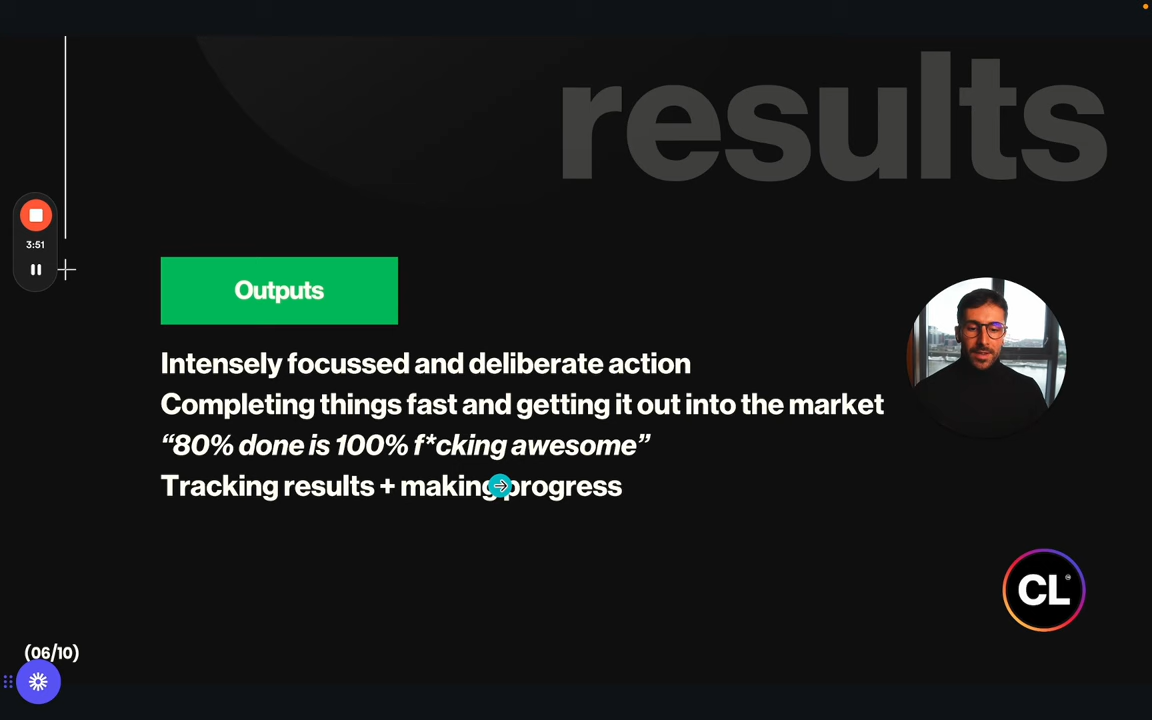 results
3:51
Outputs
Intensely focussed and deliberate action
Completing things fast and getting it out into the market
“80% done is 100% f*cking awesome”
Tracking results + making progress
CL
(06/10)